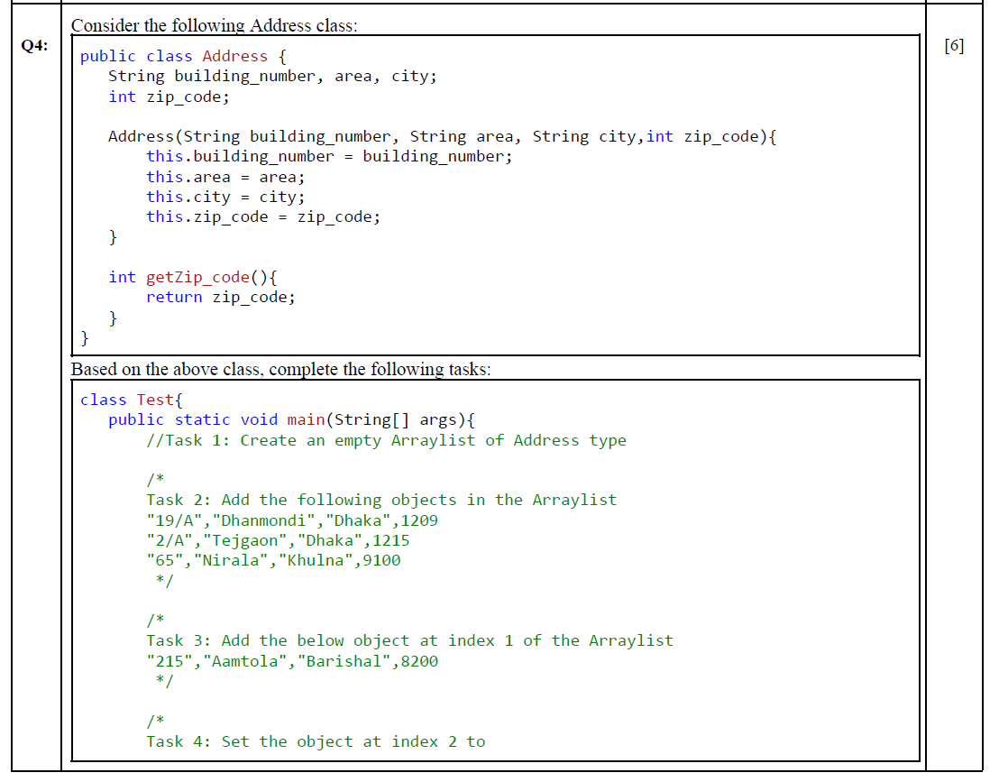 Consider the following Address class:
Q4:
[6]
public class Address {
String building_number, area, city;
int zip_code;
Address(String building_number, String area, String city,int zip_code){
this.building_number = building_number;
this.area = area;
this.city = city;
this.zip_code = zip_code;
}
int getZip_code(){
return zip_code;
}
}
Based on the above class, complete the following tasks:
class Test{
public static void main(String[] args){
//Task 1: Create an empty Arraylist of Address type
/*
Task 2: Add the following objects in the Arraylist
"19/A","Dhanmondi","Dhaka",1209
"2/A","Tejgaon","Dhaka",1215
"65","Nirala","Khulna",9100
*/
/*
Task 3: Add the below object at index 1 of the Arraylist
"215","Aamtola","Barishal",8200
*/
/*
Task 4: Set the object at index 2 to